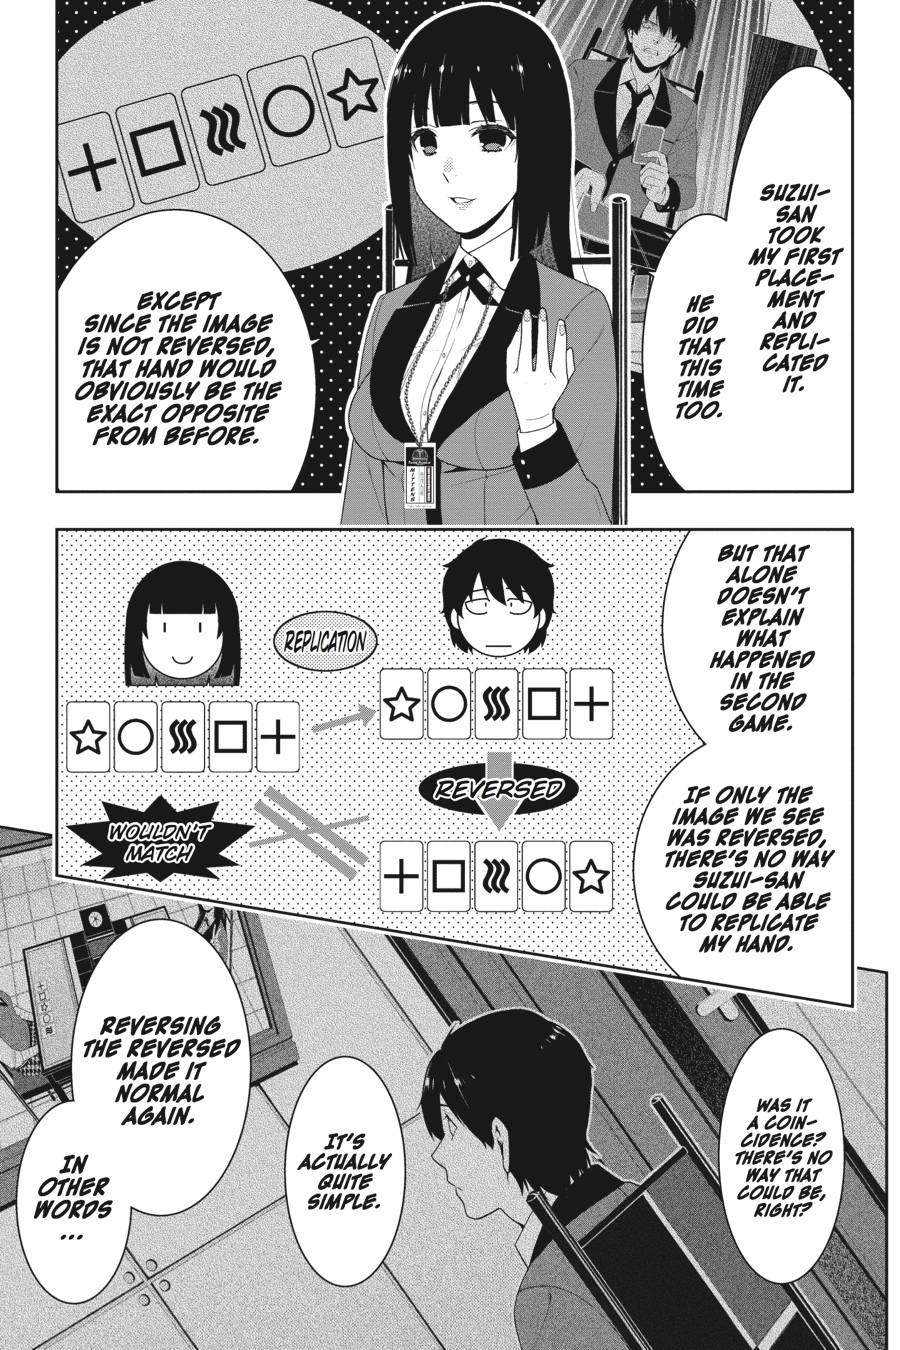 SUZUI-
SAN
TOOK
MY FIRST
PLACE-
MENT
AND
REPLI-
CATED
IT.
HE
DID
THAT
THIS
TIME
TOO.
EXCEPT
SINCE THE IMAGE
IS NOT REVERSED,
THAT HAND WOULD
OBVIOUSLY BE THE
EXACT OPPOSITE
FROM BEFORE.
MITTENS
BUT THAT
ALONE
DOESN'T
EXPLAIN
WHAT
HAPPENED
IN THE
SECOND
GAME.
IF ONLY THE
IMAGE WE SEE
WAS REVERSED,
THERE'S NO WAY
SUZUI-SAN
COULD BE ABLE
TO REPLICATE
MY HAND.
REPLICATION
REVERSED
WOULDN'T
MATCH
WAS IT
A COIN-
CIDENCE?
THERE'S NO
WAY THAT
COULD BE,
RIGHT?
IT'S
ACTUALLY
QUITE
SIMPLE.
REVERSING
THE REVERSED
MADE IT
NORMAL
AGAIN.
IN
OTHER
WORDS
...